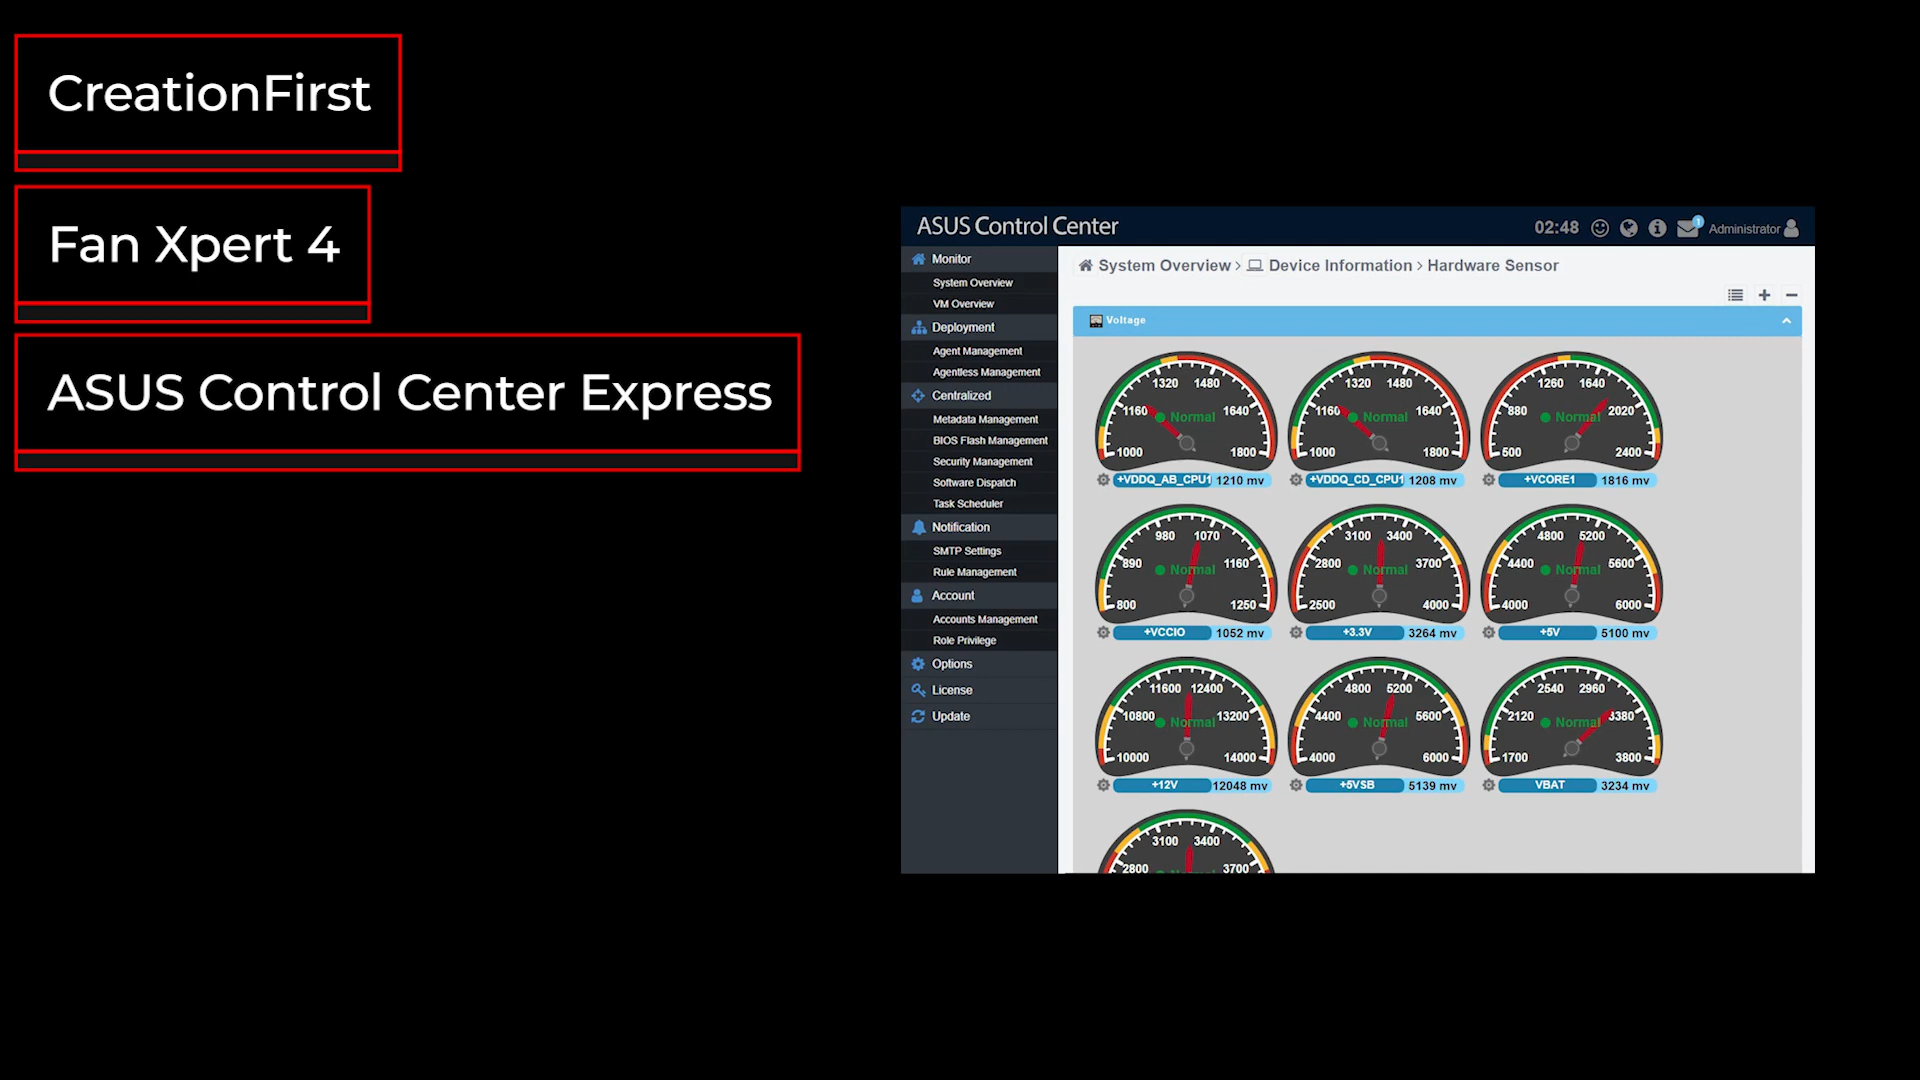 CreationFirst
Fan Xpert 4
ASUS Control Center Express
ASUS Control Center
02:48
1
Administrator
Monitor
System Overview
VM Overview
Deployment
Agent Management
Agentless Management
Centralized
Metadata Management
BIOS Flash Management
Security Management
Software Dispatch
Task Scheduler
Notification
SMTP Settings
Rule Management
Account
Accounts Management
Role Privilege
Options
License
Update
System Overview > Device Information > Hardware Sensor
Voltage
1320 1480
1160 Normal 1640
1000 1800
+VDDQ_AB_CPU1 1210 mv
1320 1480
1160 Normal 1640
1000 1800
+VDDQ_CD_CPU1 1208 mv
1260 1640
880 Normal 2020
500 2400
+VCORE1 1816 mv
980 1070
890 Normal 1160
800 1250
+VCCIO 1052 mv
3100 3400
2800 Normal 3700
2500 4000
+3.3V 3264 mv
4800 5200
4400 Normal 5600
4000 6000
+5V 5100 mv
11600 12400
10800 Normal 13200
10000 14000
+12V 12048 mv
4800 5200
4400 Normal 5600
4000 6000
+5VSB 5139 mv
2540 2960
2120 Normal 3380
1700 3800
VBAT 3234 mv
3100 3400
2800 3700